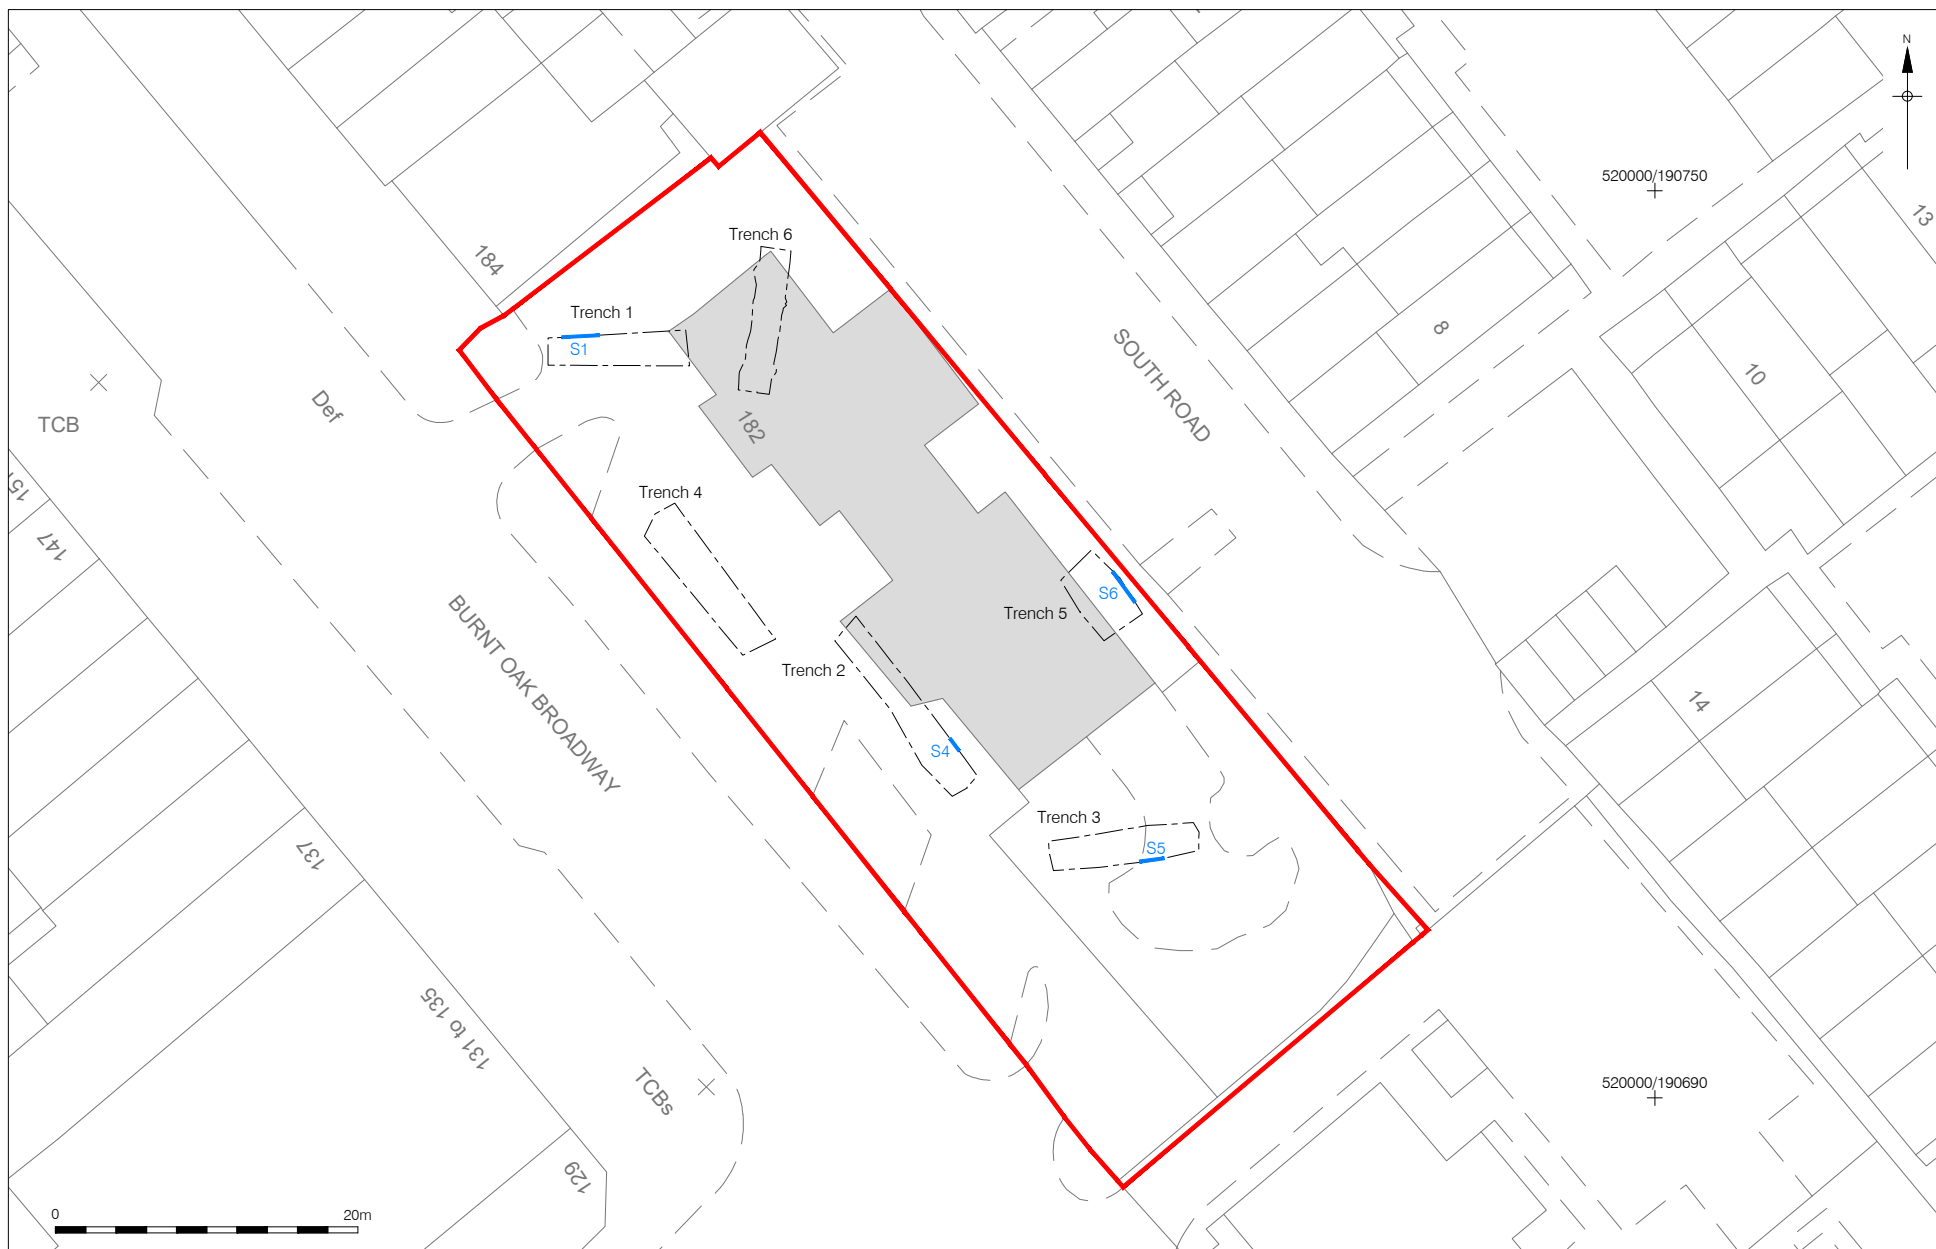 N
520000/190750
13
Trench 6
184
Trench 1
S1
8
SOUTH ROAD
10
Def
TCB
182
151
147
Trench 4
S6
Trench 5
BURNT OAK BROADWAY
Trench 2
14
S4
Trench 3
S5
137
131 to 135
TCBs
520000/190690
129
0 20m